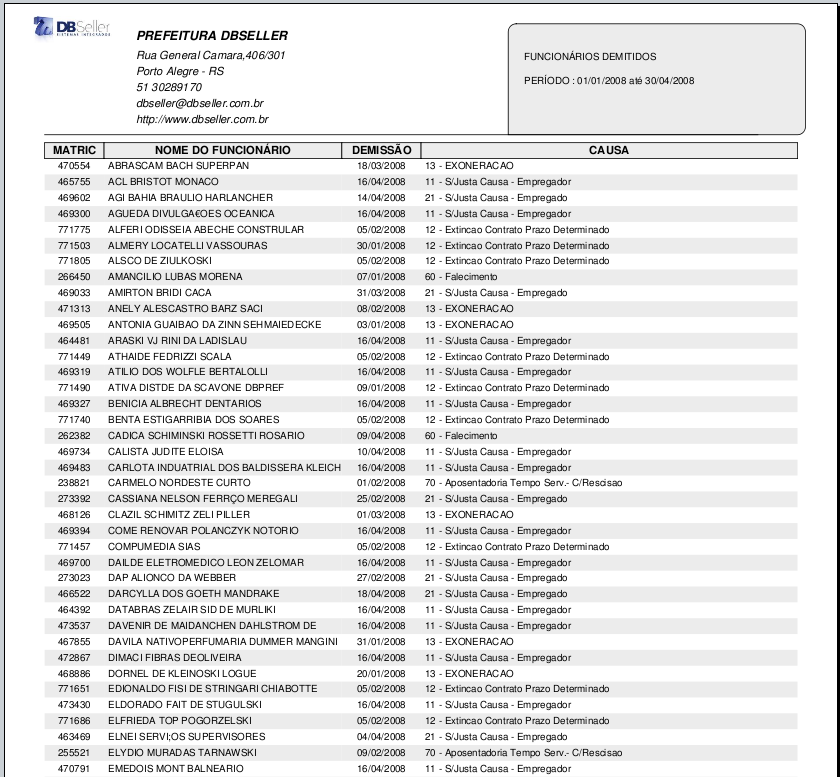 DBSeller
SISTEMAS INTEGRADOS
PREFEITURA DBSELLER
Rua General Camara,406/301
Porto Alegre - RS
51 30289170
dbseller@dbseller.com.br
http://www.dbseller.com.br
FUNCIONÁRIOS DEMITIDOS
PERÍODO : 01/01/2008 até 30/04/2008
MATRIC NOME DO FUNCIONÁRIO DEMISSÃO CAUSA
470554 ABRASCAM BACH SUPERPAN 18/03/2008 13 - EXONERACAO
465755 ACL BRISTOT MONACO 16/04/2008 11 - S/Justa Causa - Empregador
469602 AGI BAHIA BRAULIO HARLANCHER 14/04/2008 21 - S/Justa Causa - Empregado
469300 AGUEDA DIVULGA€OES OCEANICA 16/04/2008 11 - S/Justa Causa - Empregador
771775 ALFERI ODISSEIA ABECHE CONSTRULAR 05/02/2008 12 - Extincao Contrato Prazo Determinado
771503 ALMERY LOCATELLI VASSOURAS 30/01/2008 12 - Extincao Contrato Prazo Determinado
771805 ALSCO DE ZIULKOSKI 05/02/2008 12 - Extincao Contrato Prazo Determinado
266450 AMANCILIO LUBAS MORENA 07/01/2008 60 - Falecimento
469033 AMIRTON BRIDI CACA 31/03/2008 21 - S/Justa Causa - Empregado
471313 ANELY ALESCASTRO BARZ SACI 08/02/2008 13 - EXONERACAO
469505 ANTONIA GUAIBAO DA ZINN SEHMAIEDECKE 03/01/2008 13 - EXONERACAO
464481 ARASKI VJ RINI DA LADISLAU 16/04/2008 11 - S/Justa Causa - Empregador
771449 ATHAIDE FEDRIZZI SCALA 05/02/2008 12 - Extincao Contrato Prazo Determinado
469319 ATILIO DOS WOLFLE BERTALOLLI 16/04/2008 11 - S/Justa Causa - Empregador
771490 ATIVA DISTDE DA SCAVONE DBPREF 09/01/2008 12 - Extincao Contrato Prazo Determinado
469327 BENICIA ALBRECHT DENTARIOS 16/04/2008 11 - S/Justa Causa - Empregador
771740 BENTA ESTIGARRIBIA DOS SOARES 05/02/2008 12 - Extincao Contrato Prazo Determinado
262382 CADICA SCHIMINSKI ROSSETTI ROSARIO 09/04/2008 60 - Falecimento
469734 CALISTA JUDITE ELOISA 10/04/2008 11 - S/Justa Causa - Empregador
469483 CARLOTA INDUATRIAL DOS BALDISSERA KLEICH 16/04/2008 11 - S/Justa Causa - Empregador
238821 CARMELO NORDESTE CURTO 01/02/2008 70 - Aposentadoria Tempo Serv.- C/Rescisao
273392 CASSIANA NELSON FERRÇO MEREGALI 25/02/2008 21 - S/Justa Causa - Empregado
468126 CLAZIL SCHIMITZ ZELI PILLER 01/03/2008 13 - EXONERACAO
469394 COME RENOVAR POLANCZYK NOTORIO 16/04/2008 11 - S/Justa Causa - Empregador
771457 COMPUMEDIA SIAS 05/02/2008 12 - Extincao Contrato Prazo Determinado
469700 DAILDE ELETROMEDICO LEON ZELOMAR 16/04/2008 11 - S/Justa Causa - Empregador
273023 DAP ALIONCO DA WEBBER 27/02/2008 21 - S/Justa Causa - Empregado
466522 DARCYLLA DOS GOETH MANDRAKE 18/04/2008 21 - S/Justa Causa - Empregado
464392 DATABRAS ZELAIR SID DE MURLIKI 16/04/2008 11 - S/Justa Causa - Empregador
473537 DAVENIR DE MAIDANCHEN DAHLSTROM DE 16/04/2008 11 - S/Justa Causa - Empregador
467855 DAVILA NATIVOPERFUMARIA DUMMER MANGINI 31/01/2008 13 - EXONERACAO
472867 DIMACI FIBRAS DEOLIVEIRA 16/04/2008 11 - S/Justa Causa - Empregador
468886 DORNEL DE KLEINOSKI LOGUE 20/01/2008 13 - EXONERACAO
771651 EDIONALDO FISI DE STRINGARI CHIABOTTE 05/02/2008 12 - Extincao Contrato Prazo Determinado
473430 ELDORADO FAIT DE STUGULSKI 16/04/2008 11 - S/Justa Causa - Empregador
771686 ELFRIEDA TOP POGORZELSKI 05/02/2008 12 - Extincao Contrato Prazo Determinado
463469 ELNEI SERVI;OS SUPERVISORES 04/04/2008 21 - S/Justa Causa - Empregado
255521 ELYDIO MURADAS TARNAWSKI 09/02/2008 70 - Aposentadoria Tempo Serv.- C/Rescisao
470791 EMEDOIS MONT BALNEARIO 16/04/2008 11 - S/Justa Causa - Empregador